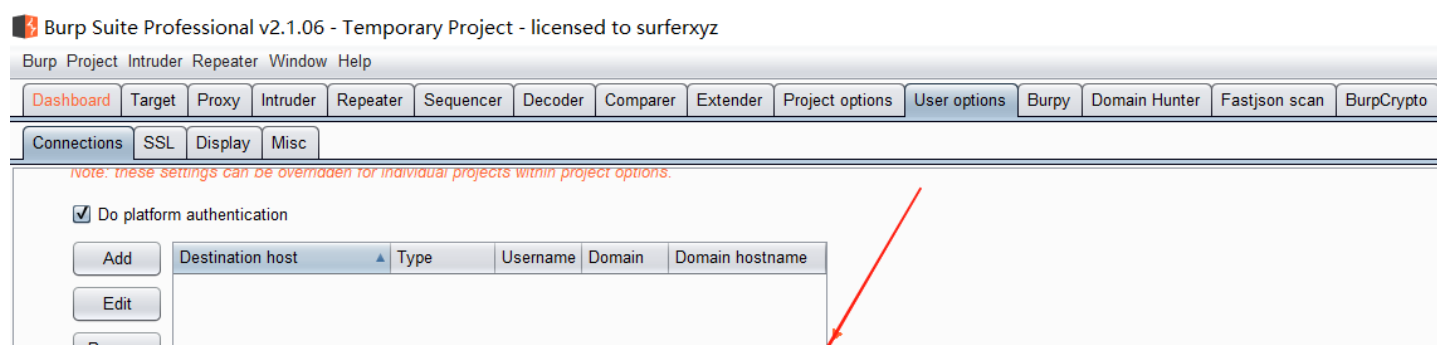 Burp Suite Professional v2.1.06 - Temporary Project - licensed to surferxyz
Burp Project Intruder Repeater Window Help
Dashboard Target Proxy Intruder Repeater Sequencer Decoder Comparer Extender Project options User options Burpy Domain Hunter Fastjson scan BurpCrypto
Connections SSL Display Misc
Note: these settings can be overridden for individual projects within project options.
Do platform authentication
Add Destination host Type Username Domain Domain hostname
Edit